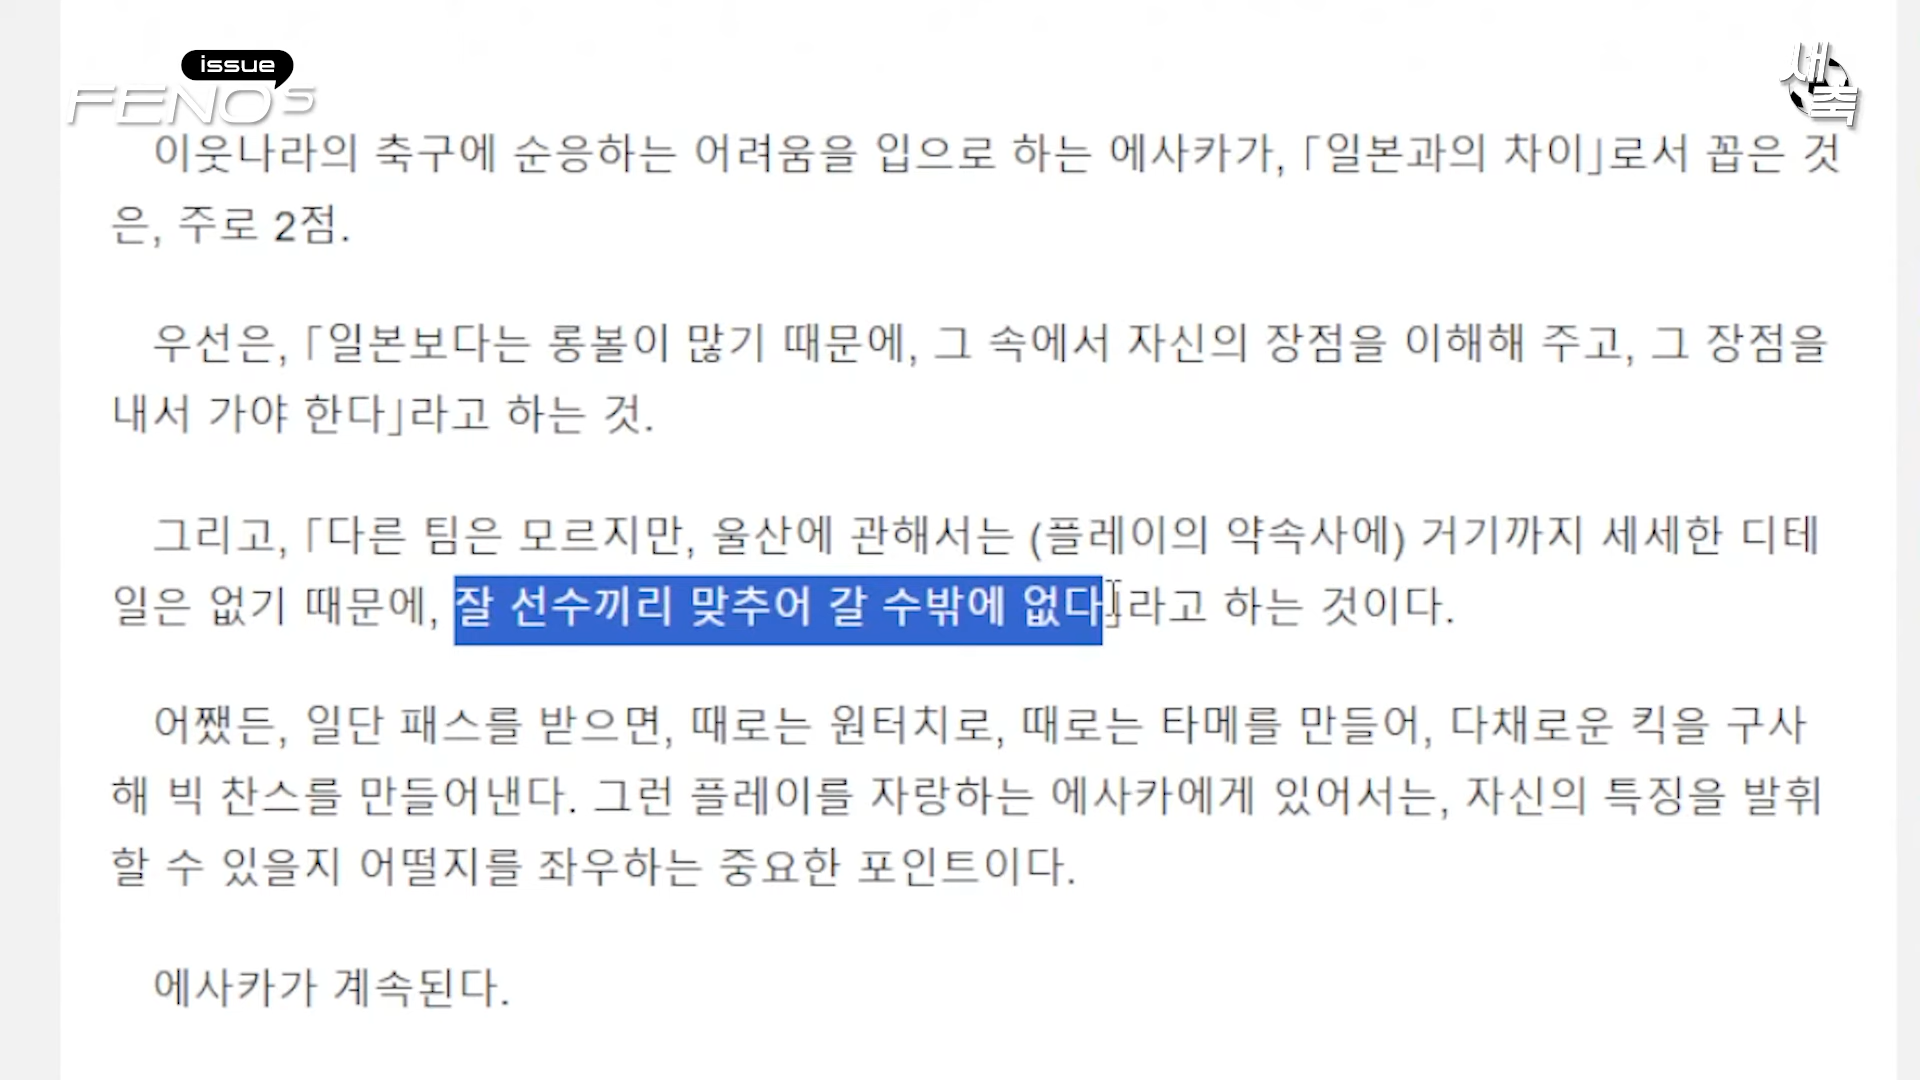 issue
FENO5
세축
이웃나라의 축구에 순응하는 어려움을 입으로 하는 에사카가, 「일본과의 차이」로서 꼽은 것
은, 주로 2점.
우선은, 「일본보다는 롱볼이 많기 때문에, 그 속에서 자신의 장점을 이해해 주고, 그 장점을
내서 가야 한다」라고 하는 것.
그리고, 「다른 팀은 모르지만, 울산에 관해서는 (플레이의 약속사에) 거기까지 세세한 디테
일은 없기 때문에, 잘 선수끼리 맞추어 갈 수밖에 없다」라고 하는 것이다.
어쨌든, 일단 패스를 받으면, 때로는 원터치로, 때로는 타메를 만들어, 다채로운 킥을 구사
해 빅 찬스를 만들어낸다. 그런 플레이를 자랑하는 에사카에게 있어서는, 자신의 특징을 발휘
할 수 있을지 어떨지를 좌우하는 중요한 포인트이다.
에사카가 계속된다.